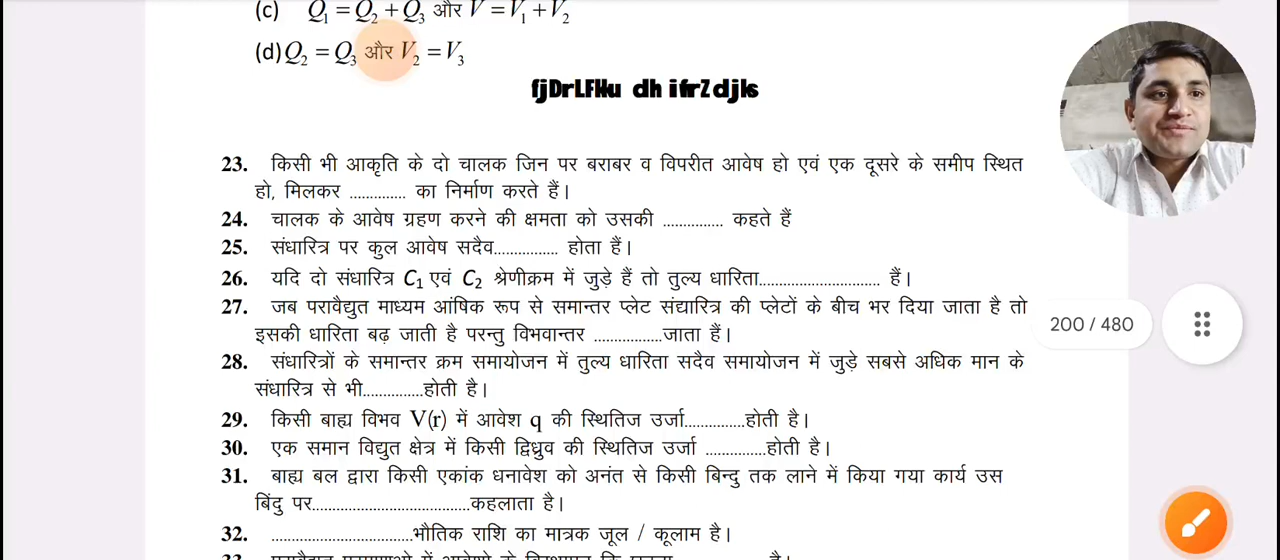 (c) Q₁ = Q₂ + Q₃ और V = V₁ + V₂
(d) Q₂ = Q₃ और V₂ = V₃
fjDrLFkku dh ifrZ djks
23. किसी भी आकृति के दो चालक जिन पर बराबर व विपरीत आवेष हो एवं एक दूसरे के समीप स्थित
हो, मिलकर ............. का निर्माण करते हैं।
24. चालक के आवेष ग्रहण करने की क्षमता को उसकी .............. कहते हैं
25. संधारित्र पर कुल आवेष सदैव............... होता हैं।
26. यदि दो संधारित्र C₁ एवं C₂ श्रेणीक्रम में जुड़े हैं तो तुल्य धारिता............................ हैं।
27. जब परावैद्युत माध्यम आंषिक रूप से समान्तर प्लेट संद्यारित्र की प्लेटों के बीच भर दिया जाता है तो
इसकी धारिता बढ़ जाती है परन्तु विभवान्तर ................जाता हैं।
28. संधारित्रों के समान्तर क्रम समायोजन में तुल्य धारिता सदैव समायोजन में जुड़े सबसे अधिक मान के
संधारित्र से भी..............होती है।
29. किसी बाह्य विभव V(r) में आवेश q की स्थितिज उर्जा..............होती है।
30. एक समान विद्युत क्षेत्र में किसी द्विध्रुव की स्थितिज उर्जा ..............होती है।
31. बाह्य बल द्वारा किसी एकांक धनावेश को अनंत से किसी बिन्दु तक लाने में किया गया कार्य उस
बिंदु पर.....................................कहलाता है।
32. .................................भौतिक राशि का मात्रक जूल / कूलाम है।
33.
200 / 480